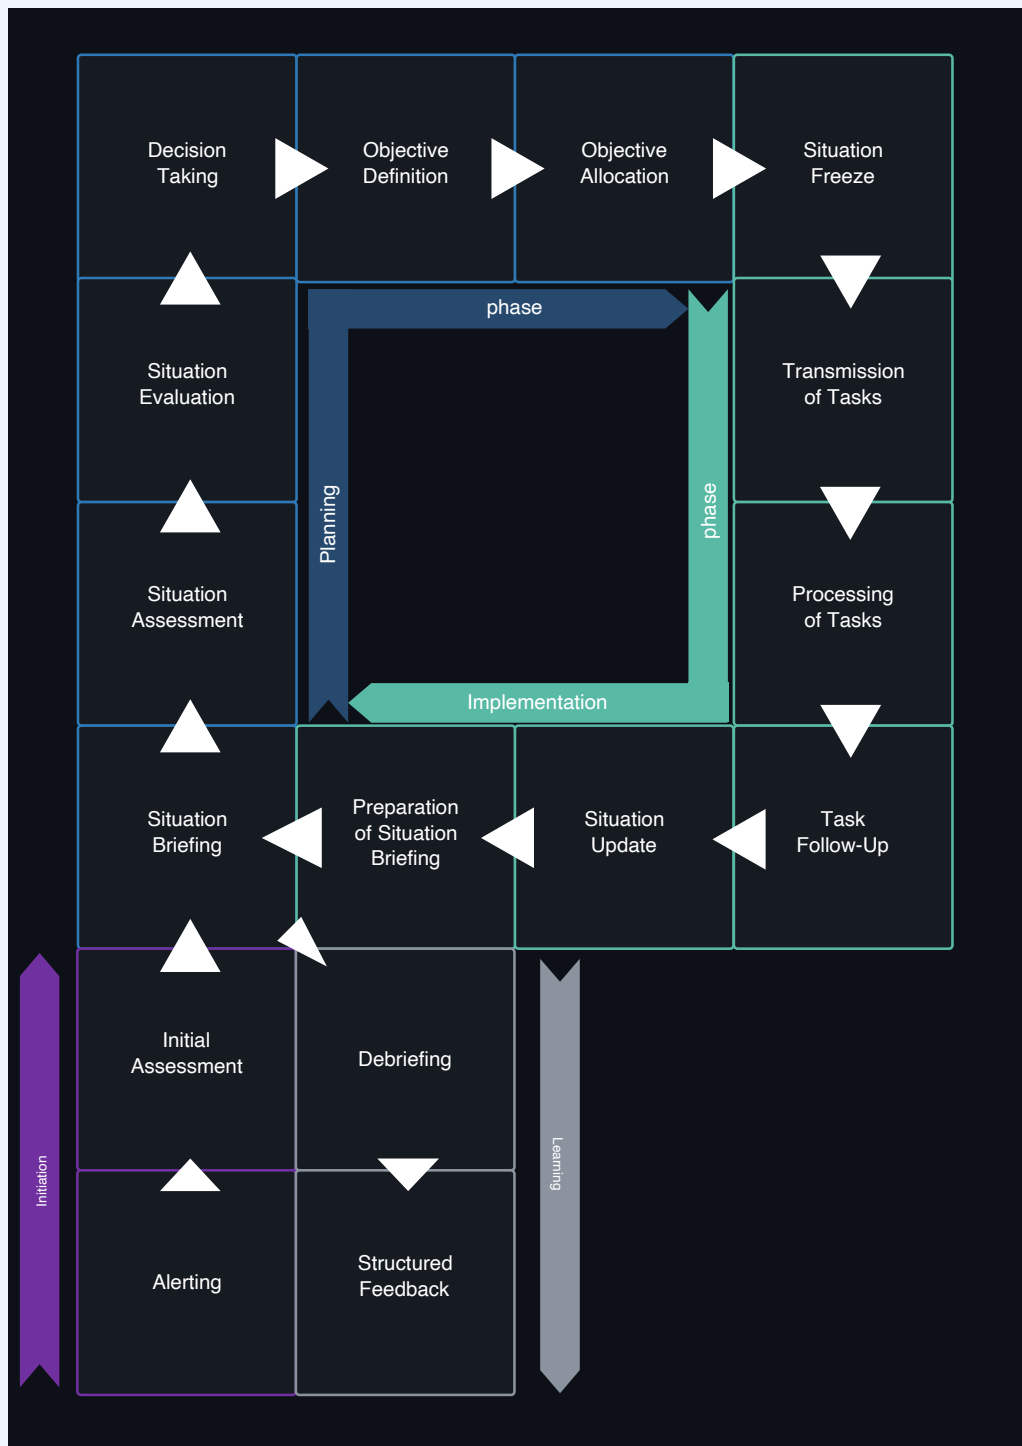 Decision
Taking
Objective
Definition
Objective
Allocation
Situation
Freeze
phase
Situation
Evaluation
Transmission
of Tasks
Planning
phase
Situation
Assessment
Processing
of Tasks
Implementation
Situation
Briefing
Preparation
of Situation
Briefing
Situation
Update
Task
Follow-Up
Initial
Assessment
Debriefing
Initiation
Learning
Alerting
Structured
Feedback